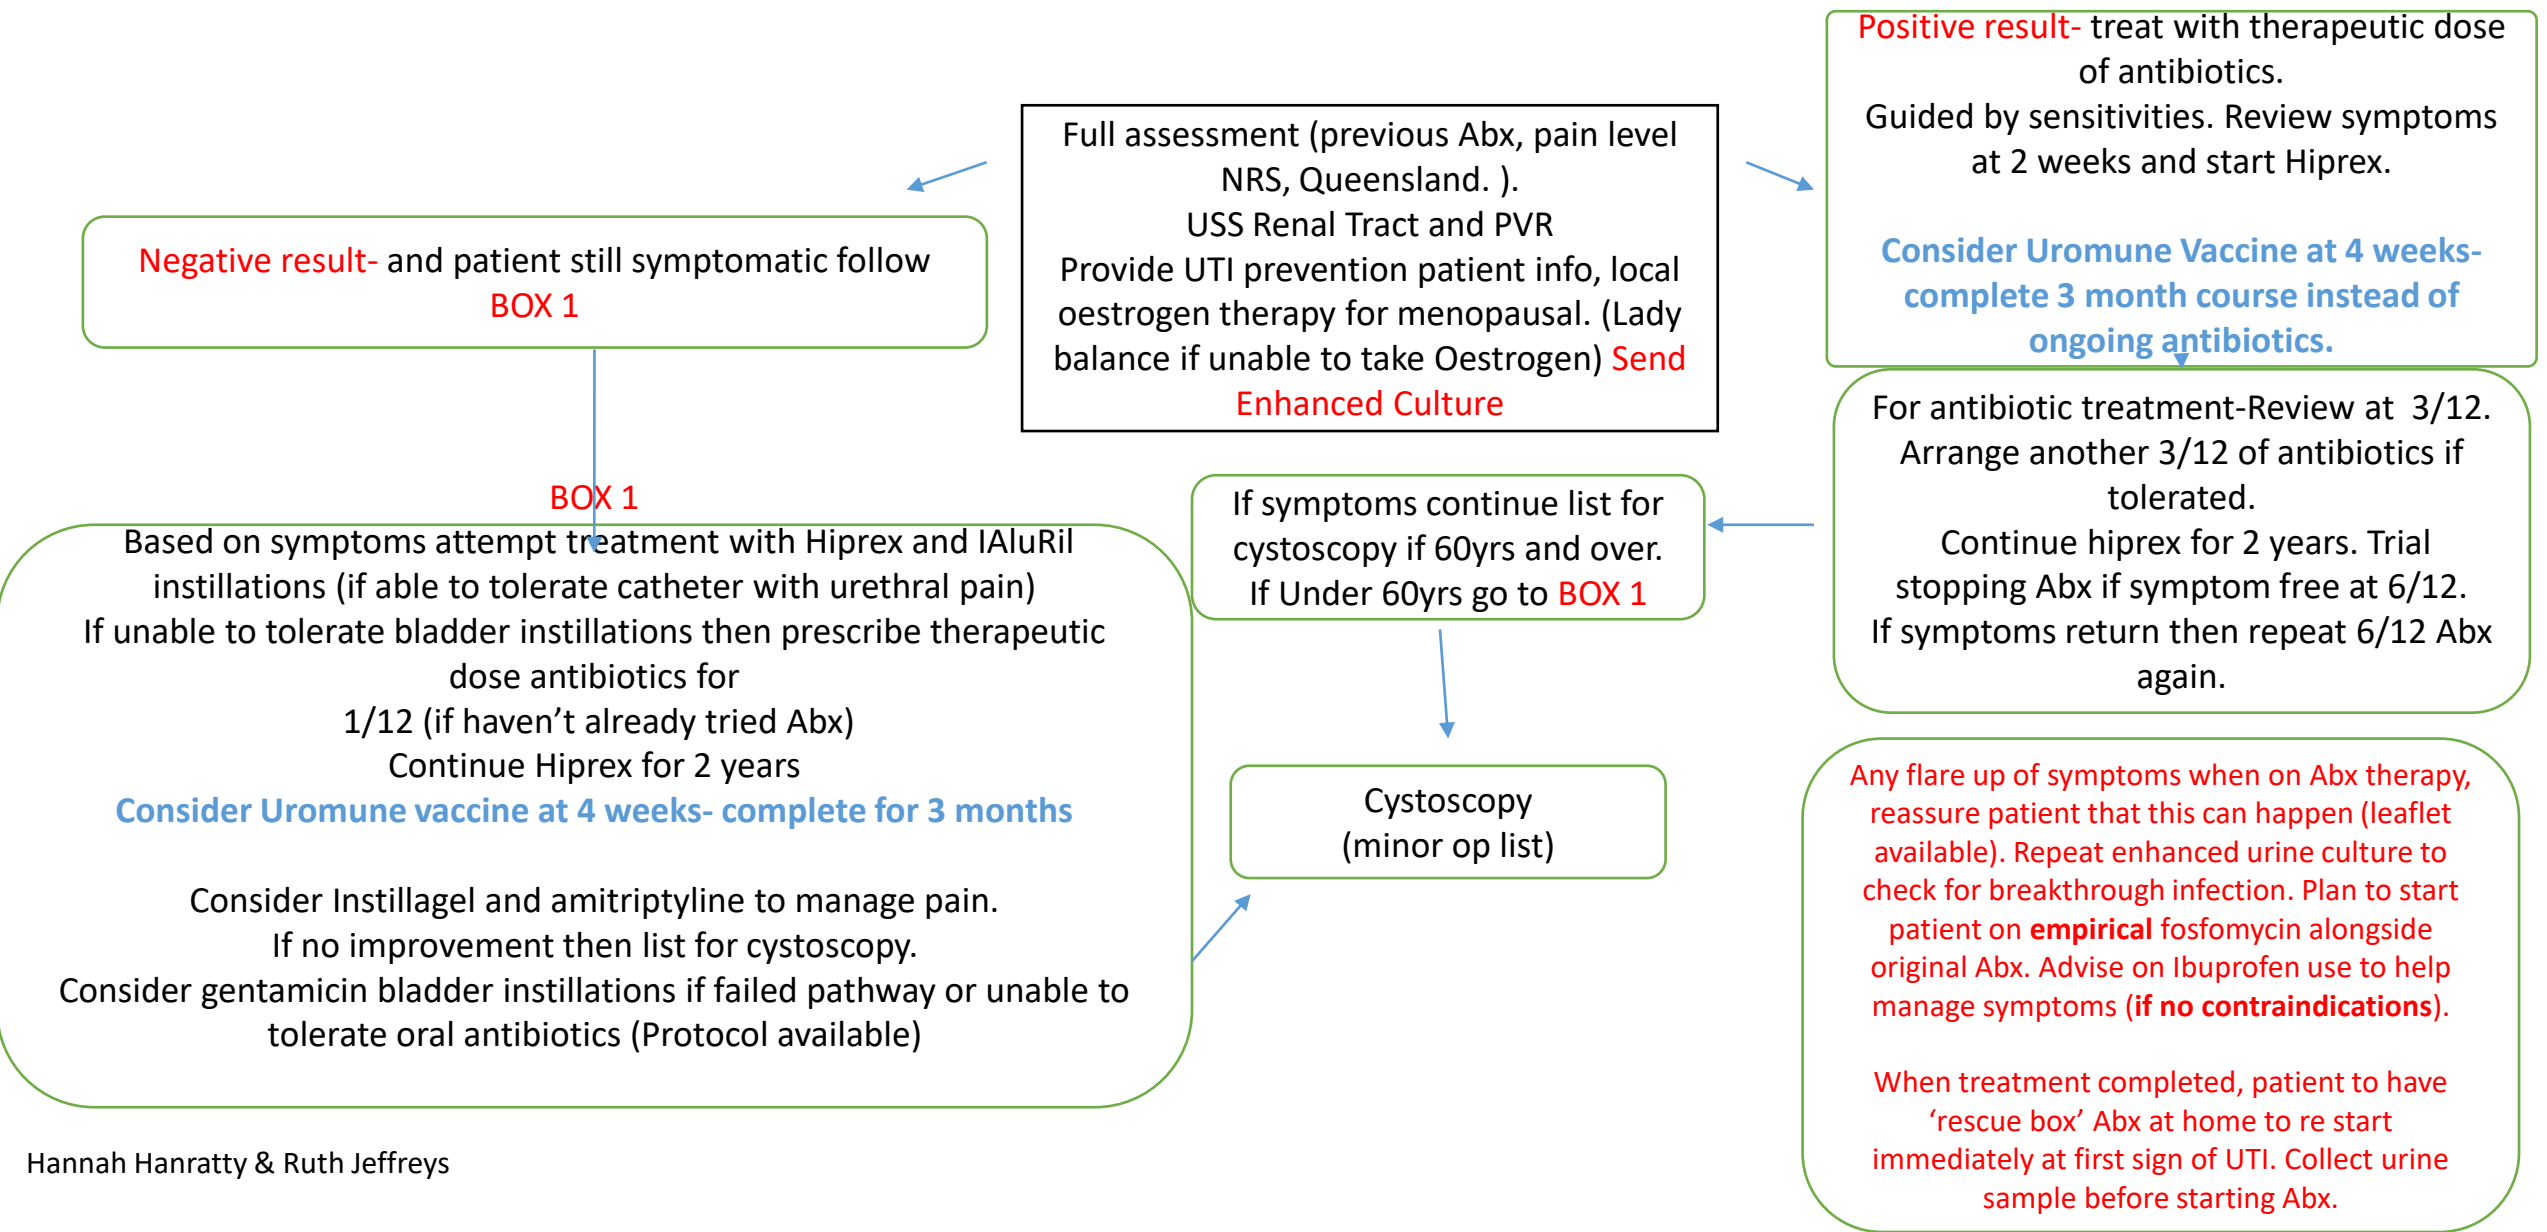 Full assessment (previous Abx, pain level
NRS, Queensland. ).
USS Renal Tract and PVR
Provide UTI prevention patient info, local
oestrogen therapy for menopausal. (Lady
balance if unable to take Oestrogen) Send
Enhanced Culture
Negative result- and patient still symptomatic follow
BOX 1
BOX 1
Based on symptoms attempt treatment with Hiprex and IAluRil
instillations (if able to tolerate catheter with urethral pain)
If unable to tolerate bladder instillations then prescribe therapeutic
dose antibiotics for
1/12 (if haven’t already tried Abx)
Continue Hiprex for 2 years
Consider Uromune vaccine at 4 weeks- complete for 3 months
Consider Instillagel and amitriptyline to manage pain.
If no improvement then list for cystoscopy.
Consider gentamicin bladder instillations if failed pathway or unable to
tolerate oral antibiotics (Protocol available)
Positive result- treat with therapeutic dose
of antibiotics.
Guided by sensitivities. Review symptoms
at 2 weeks and start Hiprex.
Consider Uromune Vaccine at 4 weeks-
complete 3 month course instead of
ongoing antibiotics.
For antibiotic treatment-Review at 3/12.
Arrange another 3/12 of antibiotics if
tolerated.
Continue hiprex for 2 years. Trial
stopping Abx if symptom free at 6/12.
If symptoms return then repeat 6/12 Abx
again.
If symptoms continue list for
cystoscopy if 60yrs and over.
If Under 60yrs go to BOX 1
Cystoscopy
(minor op list)
Any flare up of symptoms when on Abx therapy,
reassure patient that this can happen (leaflet
available). Repeat enhanced urine culture to
check for breakthrough infection. Plan to start
patient on empirical fosfomycin alongside
original Abx. Advise on Ibuprofen use to help
manage symptoms (if no contraindications).
When treatment completed, patient to have
‘rescue box’ Abx at home to re start
immediately at first sign of UTI. Collect urine
sample before starting Abx.
Hannah Hanratty & Ruth Jeffreys